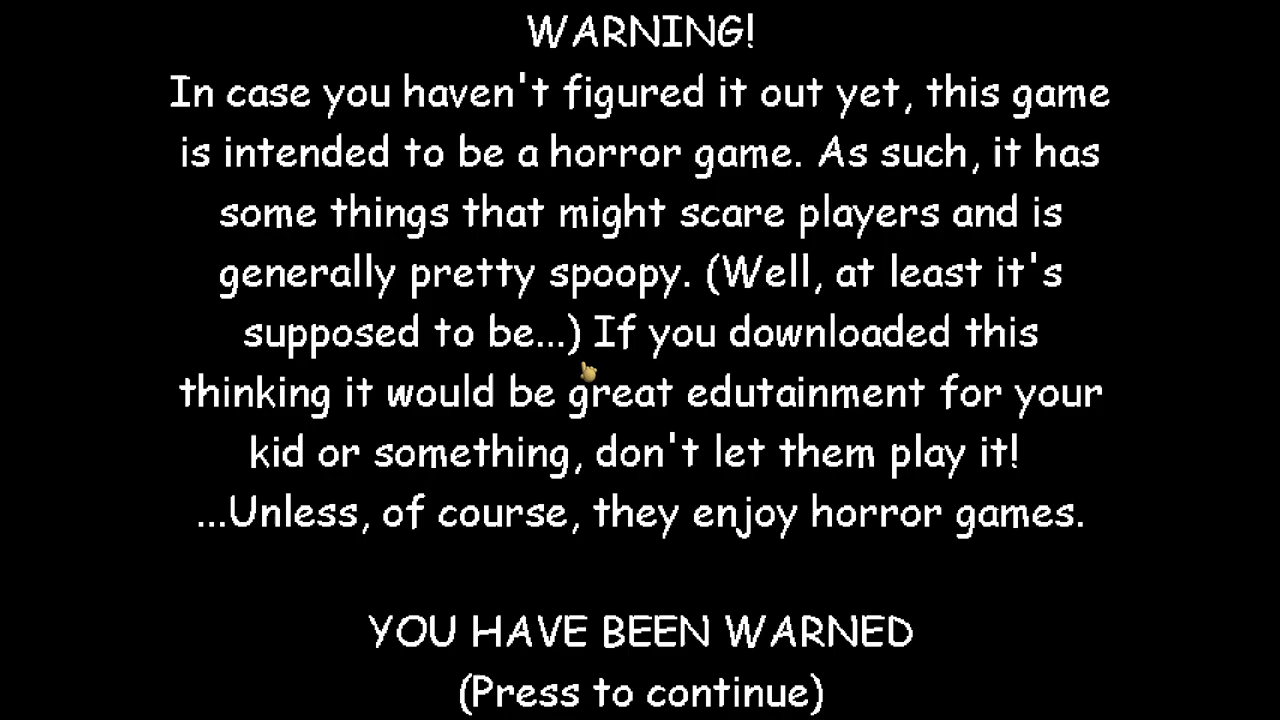 WARNING!
In case you haven't figured it out yet, this game
is intended to be a horror game. As such, it has
some things that might scare players and is
generally pretty spoopy. (Well, at least it's
supposed to be...) If you downloaded this
thinking it would be great edutainment for your
kid or something, don't let them play it!
...Unless, of course, they enjoy horror games.
YOU HAVE BEEN WARNED
(Press to continue)